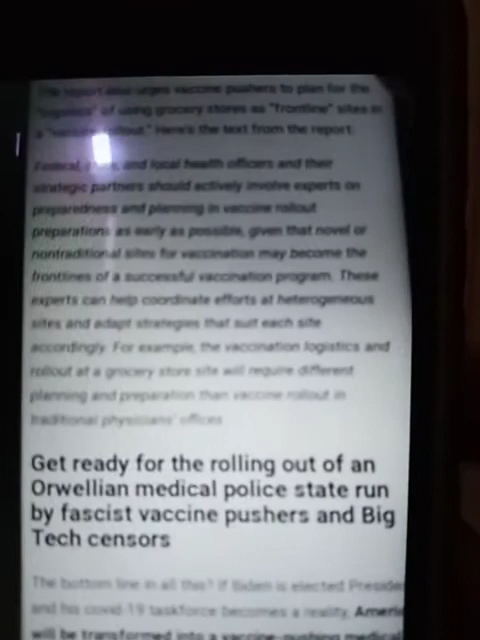 The report also urges vaccine pushers to plan for the
"logistics" of using grocery stores as "frontline" sites in
a "vaccine rollout." Here's the text from the report:
Federal, and local health officers and their
strategic partners should actively involve experts on
preparedness and planning in vaccine rollout
preparations as early as possible, given that novel or
nontraditional sites for vaccination may become the
frontlines of a successful vaccination program. These
experts can help coordinate efforts at heterogeneous
sites and adapt strategies that suit each site
accordingly. For example, the vaccination logistics and
rollout at a grocery store site will require different
planning and preparation than vaccine rollout in
traditional physicians' offices
Get ready for the rolling out of an
Orwellian medical police state run
by fascist vaccine pushers and Big
Tech censors
The bottom line in all this? If Biden is elected Preside
and his covid-19 taskforce becomes a reality, Americ
will be transformed into a vaccine-pushing medical